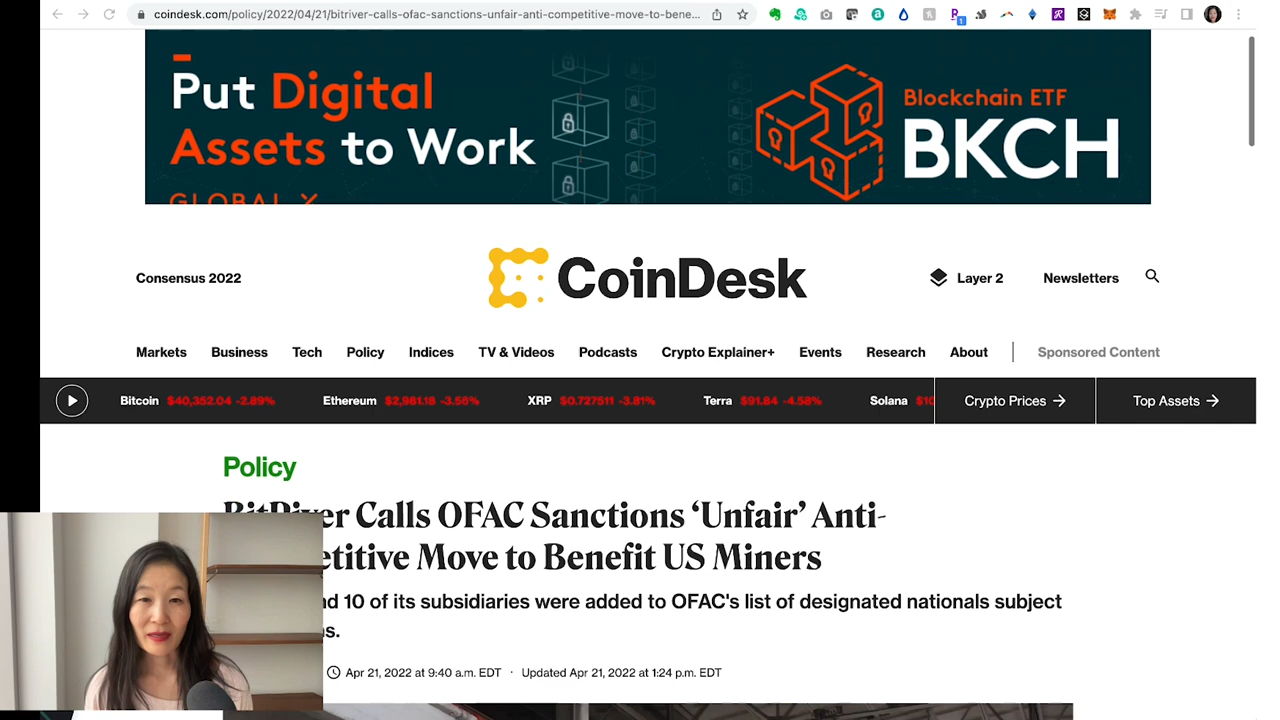 coindesk.com/policy/2022/04/21/bitriver-calls-ofac-sanctions-unfair-anti-competitive-move-to-bene...
Put Digital
Assets to Work
GLOBAL X
Blockchain ETF
BKCH
Consensus 2022
CoinDesk
Layer 2
Newsletters
Markets Business Tech Policy Indices TV & Videos Podcasts Crypto Explainer+ Events Research About Sponsored Content
Bitcoin $40,352.04 -2.89% Ethereum $2,981.18 -3.56% XRP $0.727511 -3.81% Terra $91.84 -4.58% Solana $10 Crypto Prices → Top Assets →
Policy
BitRiver Calls OFAC Sanctions ‘Unfair’ Anti-
etitive Move to Benefit US Miners
nd 10 of its subsidiaries were added to OFAC's list of designated nationals subject
ns.
Apr 21, 2022 at 9:40 a.m. EDT · Updated Apr 21, 2022 at 1:24 p.m. EDT